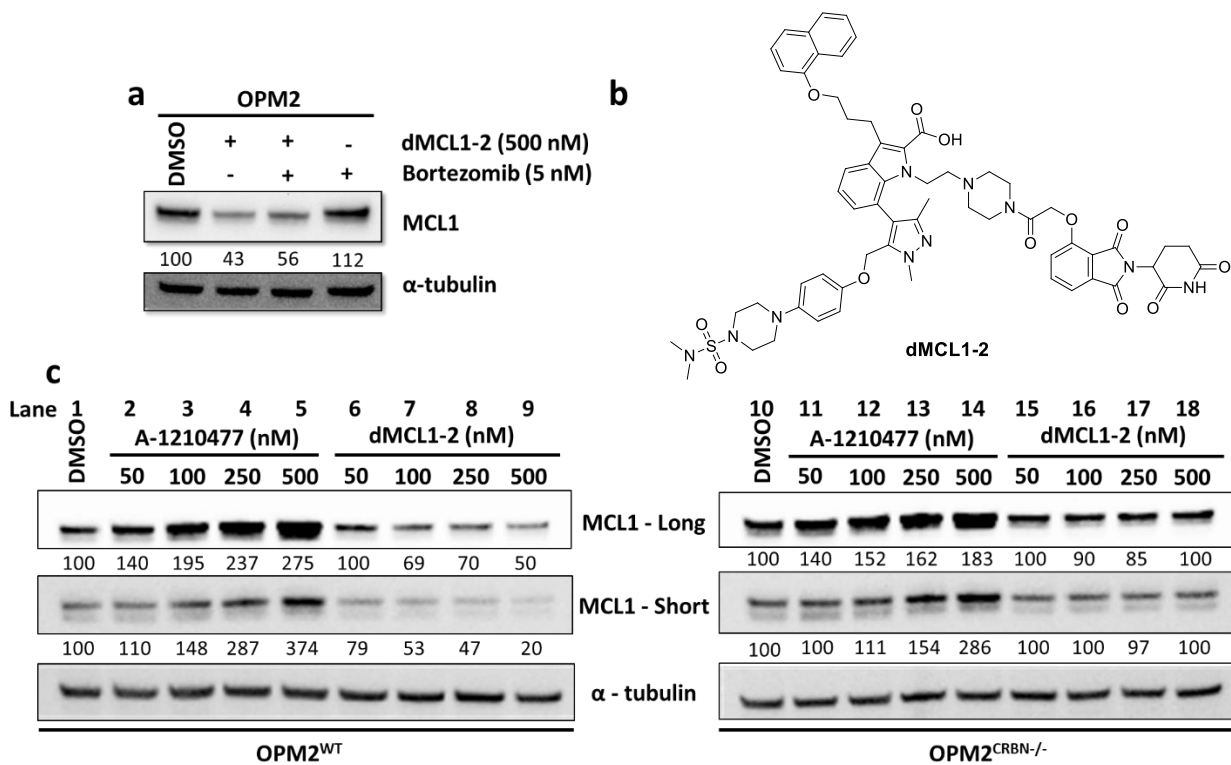 a
OPM2
DMSO
+ + - dMCL1-2 (500 nM)
- + + Bortezomib (5 nM)
MCL1
100 43 56 112
α-tubulin
b
O
O
OH
N
N
N
O
O
O
O
N
O
O
NH
O
N
N
O
N
N
O
S
O
N
dMCL1-2
c
Lane 1 2 3 4 5 6 7 8 9
DMSO
A-1210477 (nM) dMCL1-2 (nM)
50 100 250 500 50 100 250 500
MCL1 - Long
100 140 195 237 275 100 69 70 50
MCL1 - Short
100 110 148 287 374 79 53 47 20
α - tubulin
OPM2WT
10 11 12 13 14 15 16 17 18
DMSO
A-1210477 (nM) dMCL1-2 (nM)
50 100 250 500 50 100 250 500
100 140 152 162 183 100 90 85 100
100 100 111 154 286 100 100 97 100
OPM2CRBN-/-